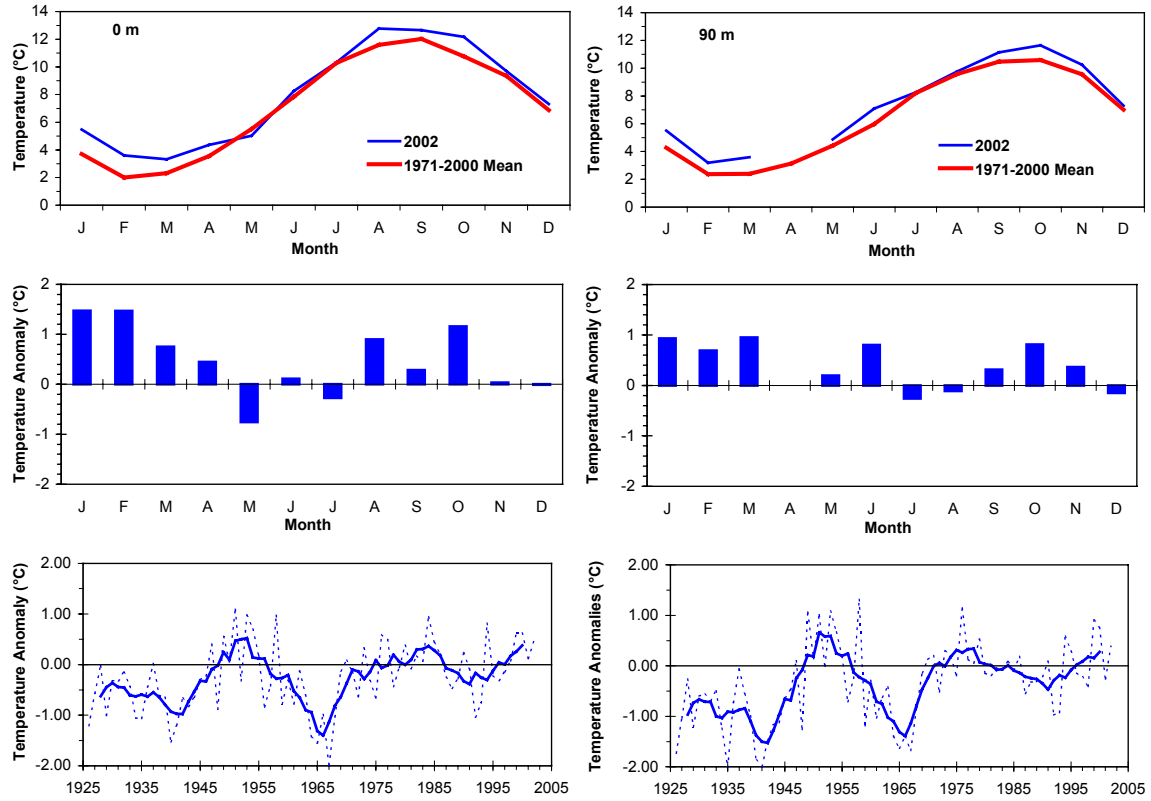 0 m
Temperature (°C)
14
12
10
8
6
4
2
0
2002
1971-2000 Mean
J F M A M J J A S O N D
Month
90 m
Temperature (°C)
14
12
10
8
6
4
2
0
2002
1971-2000 Mean
J F M A M J J A S O N D
Month
Temperature Anomaly (°C)
2
1
0
-1
-2
J F M A M J J A S O N D
Month
Temperature Anomaly (°C)
2
1
0
-1
-2
J F M A M J J A S O N D
Month
Temperature Anomaly (°C)
2.00
1.00
0.00
-1.00
-2.00
1925 1935 1945 1955 1965 1975 1985 1995 2005
Temperature Anomalies (°C)
2.00
1.00
0.00
-1.00
-2.00
1925 1935 1945 1955 1965 1975 1985 1995 2005